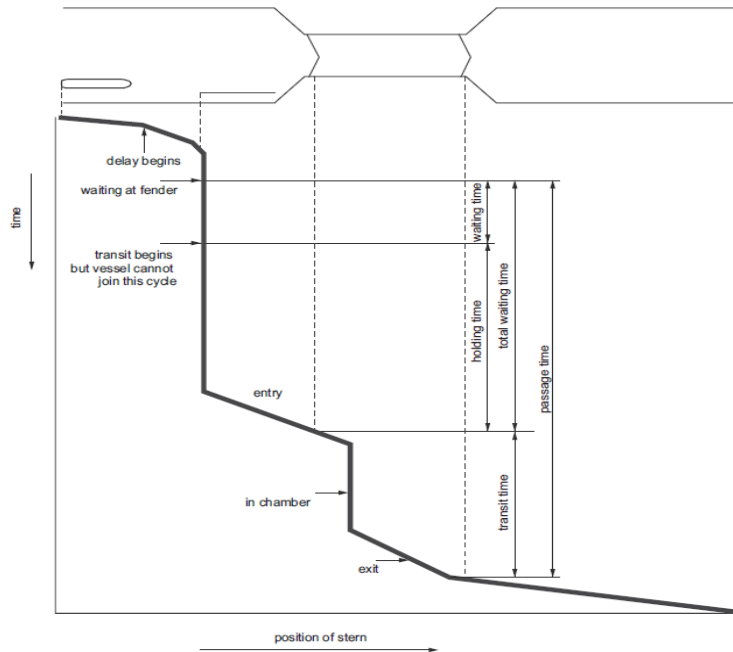 delay begins
waiting at fender
time
waiting time
transit begins
but vessel cannot
join this cycle
holding time
total waiting time
passage time
entry
in chamber
transit time
exit
position of stern